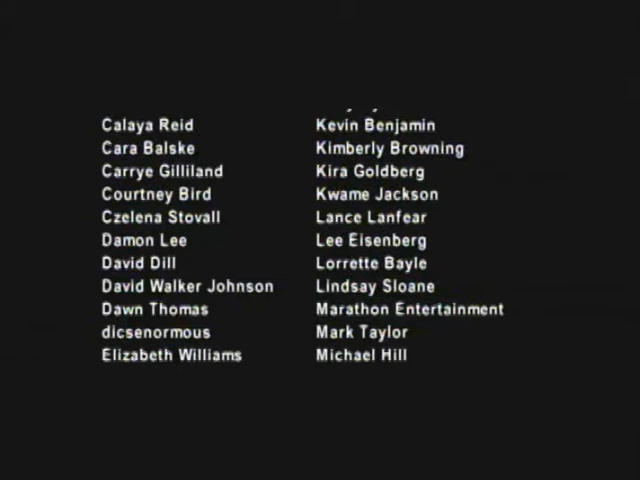 Calaya Reid
Cara Balske
Carrye Gilliland
Courtney Bird
Czelena Stovall
Damon Lee
David Dill
David Walker Johnson
Dawn Thomas
dicsenormous
Elizabeth Williams
Kevin Benjamin
Kimberly Browning
Kira Goldberg
Kwame Jackson
Lance Lanfear
Lee Eisenberg
Lorrette Bayle
Lindsay Sloane
Marathon Entertainment
Mark Taylor
Michael Hill